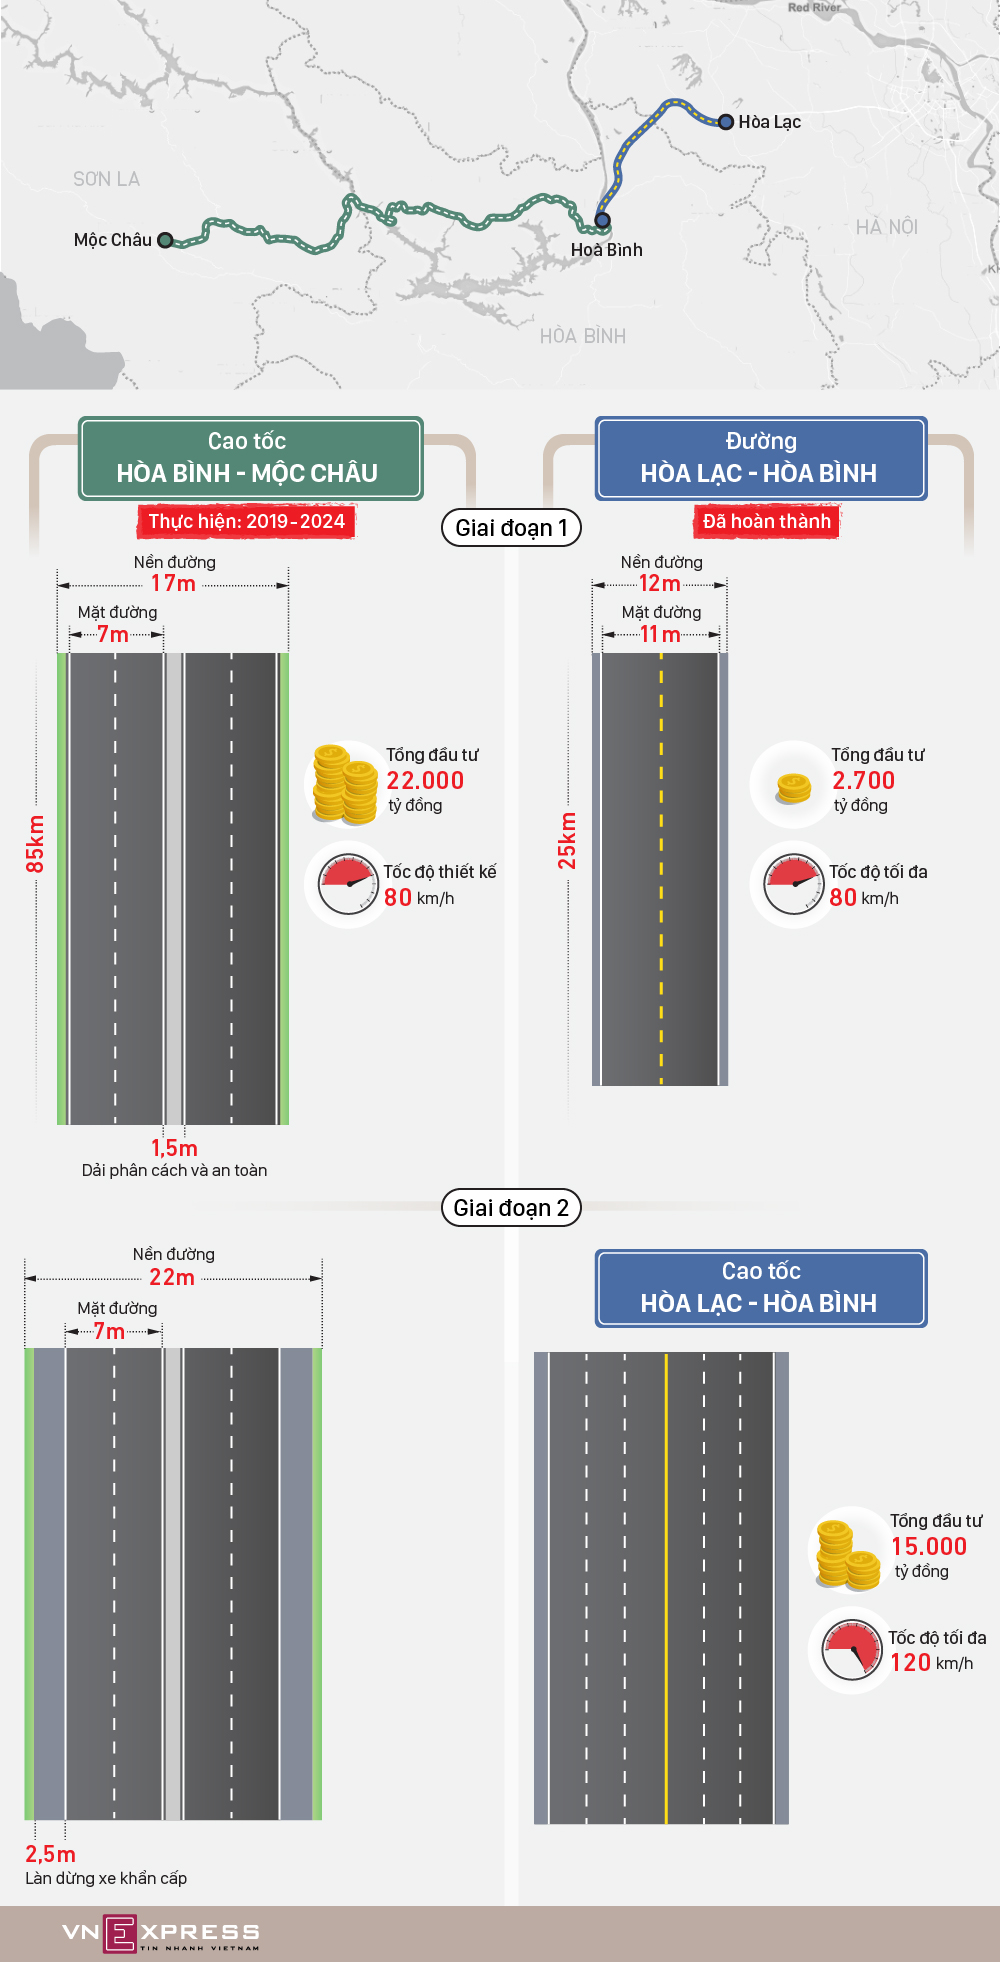 Red River
Hòa Lạc
SƠN LA
HÀ NỘI
Mộc Châu
Hoà Bình
HÒA BÌNH
Cao tốc
HÒA BÌNH - MỘC CHÂU
Thực hiện: 2019 - 2024
Đường
HÒA LẠC - HÒA BÌNH
Đã hoàn thành
Giai đoạn 1
Nền đường
17m
Mặt đường
7m
85km
Tổng đầu tư
22.000
tỷ đồng
Tốc độ thiết kế
80 km/h
1,5m
Dải phân cách và an toàn
Nền đường
12m
Mặt đường
11m
25km
Tổng đầu tư
2.700
tỷ đồng
Tốc độ tối đa
80 km/h
Giai đoạn 2
Nền đường
22m
Mặt đường
7m
2,5m
Làn dừng xe khẩn cấp
Cao tốc
HÒA LẠC - HÒA BÌNH
Tổng đầu tư
15.000
tỷ đồng
Tốc độ tối đa
120 km/h
VNEXPRESS
TIN NHANH VIETNAM